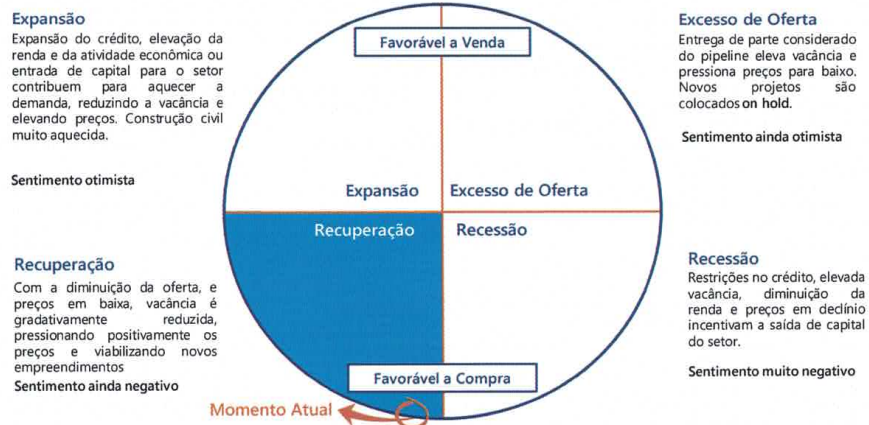 Expansão
Expansão do crédito, elevação da
renda e da atividade econômica ou
entrada de capital para o setor
contribuem para aquecer a
demanda, reduzindo a vacância e
elevando preços. Construção civil
muito aquecida.
Sentimento otimista
Favorável a Venda
Excesso de Oferta
Entrega de parte considerado
do pipeline eleva vacância e
pressiona preços para baixo.
Novos projetos são
colocados on hold.
Sentimento ainda otimista
Expansão
Excesso de Oferta
Recuperação
Recessão
Recuperação
Com a diminuição da oferta, e
preços em baixa, vacância é
gradativamente reduzida,
pressionando positivamente os
preços e viabilizando novos
empreendimentos
Sentimento ainda negativo
Recessão
Restrições no crédito, elevada
vacância, diminuição da
renda e preços em declínio
incentivam a saída de capital
do setor.
Sentimento muito negativo
Favorável a Compra
Momento Atual